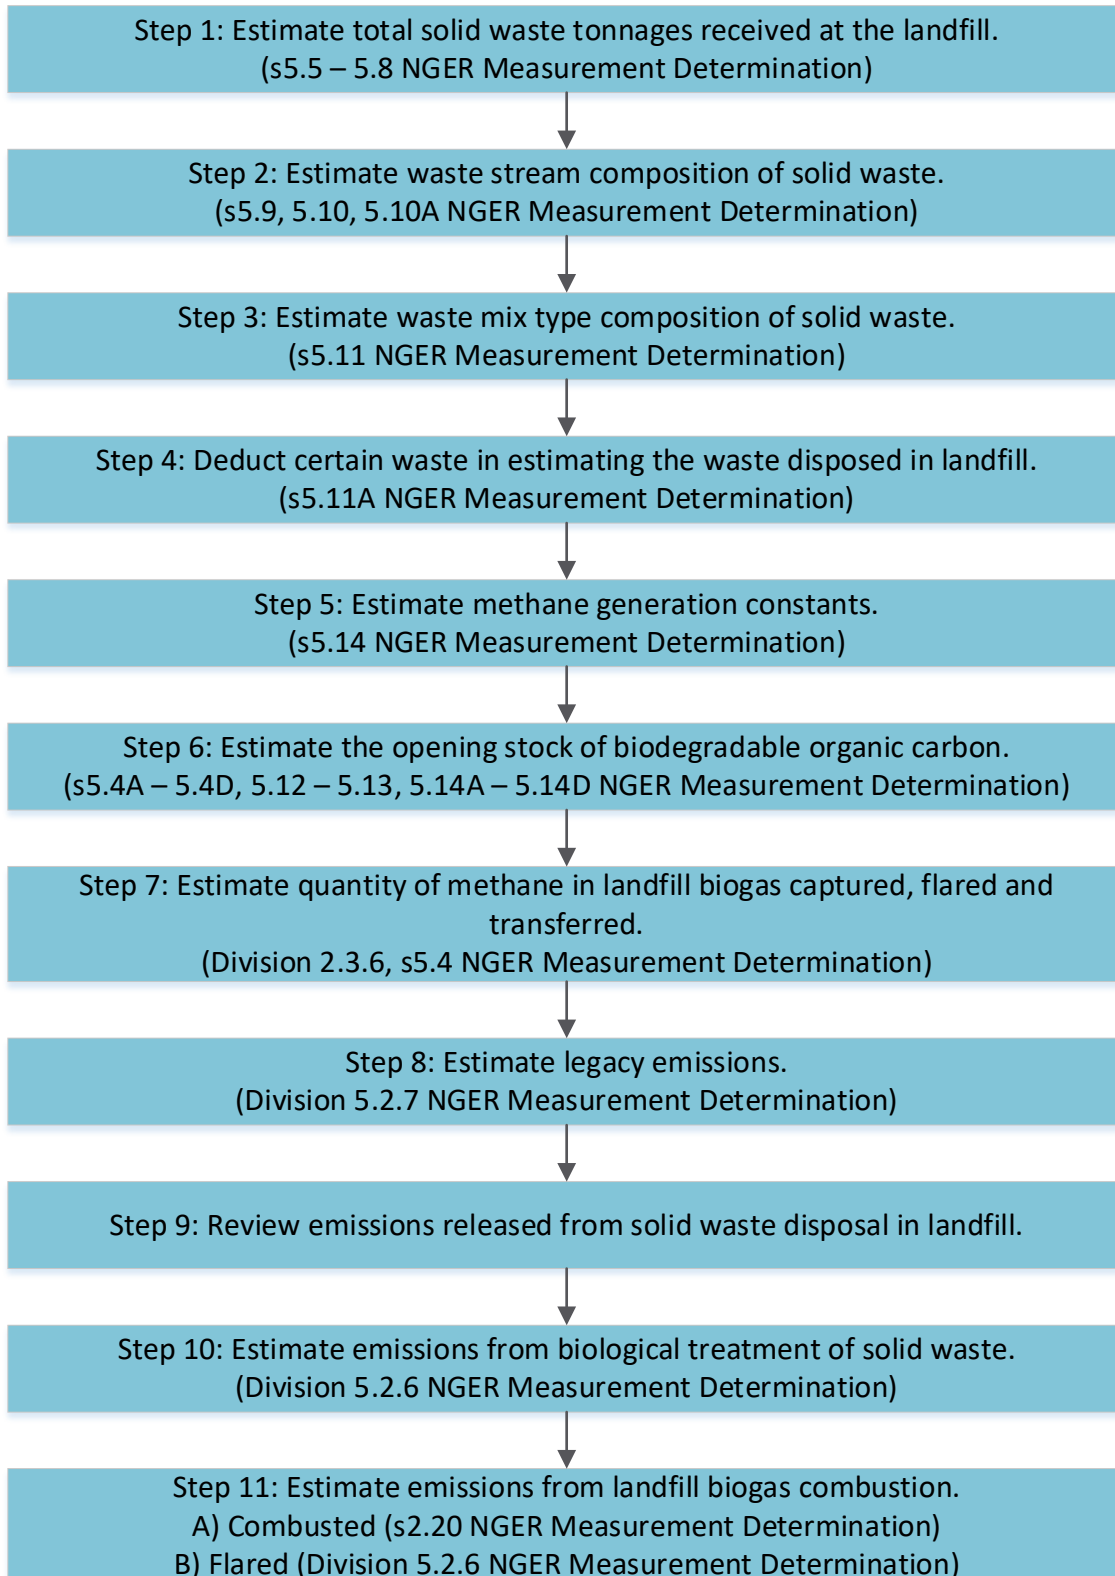 Step 1: Estimate total solid waste tonnages received at the landfill.
(s5.5 – 5.8 NGER Measurement Determination)
Step 2: Estimate waste stream composition of solid waste.
(s5.9, 5.10, 5.10A NGER Measurement Determination)
Step 3: Estimate waste mix type composition of solid waste.
(s5.11 NGER Measurement Determination)
Step 4: Deduct certain waste in estimating the waste disposed in landfill.
(s5.11A NGER Measurement Determination)
Step 5: Estimate methane generation constants.
(s5.14 NGER Measurement Determination)
Step 6: Estimate the opening stock of biodegradable organic carbon.
(s5.4A – 5.4D, 5.12 – 5.13, 5.14A – 5.14D NGER Measurement Determination)
Step 7: Estimate quantity of methane in landfill biogas captured, flared and
transferred.
(Division 2.3.6, s5.4 NGER Measurement Determination)
Step 8: Estimate legacy emissions.
(Division 5.2.7 NGER Measurement Determination)
Step 9: Review emissions released from solid waste disposal in landfill.
Step 10: Estimate emissions from biological treatment of solid waste.
(Division 5.2.6 NGER Measurement Determination)
Step 11: Estimate emissions from landfill biogas combustion.
A) Combusted (s2.20 NGER Measurement Determination)
B) Flared (Division 5.2.6 NGER Measurement Determination)